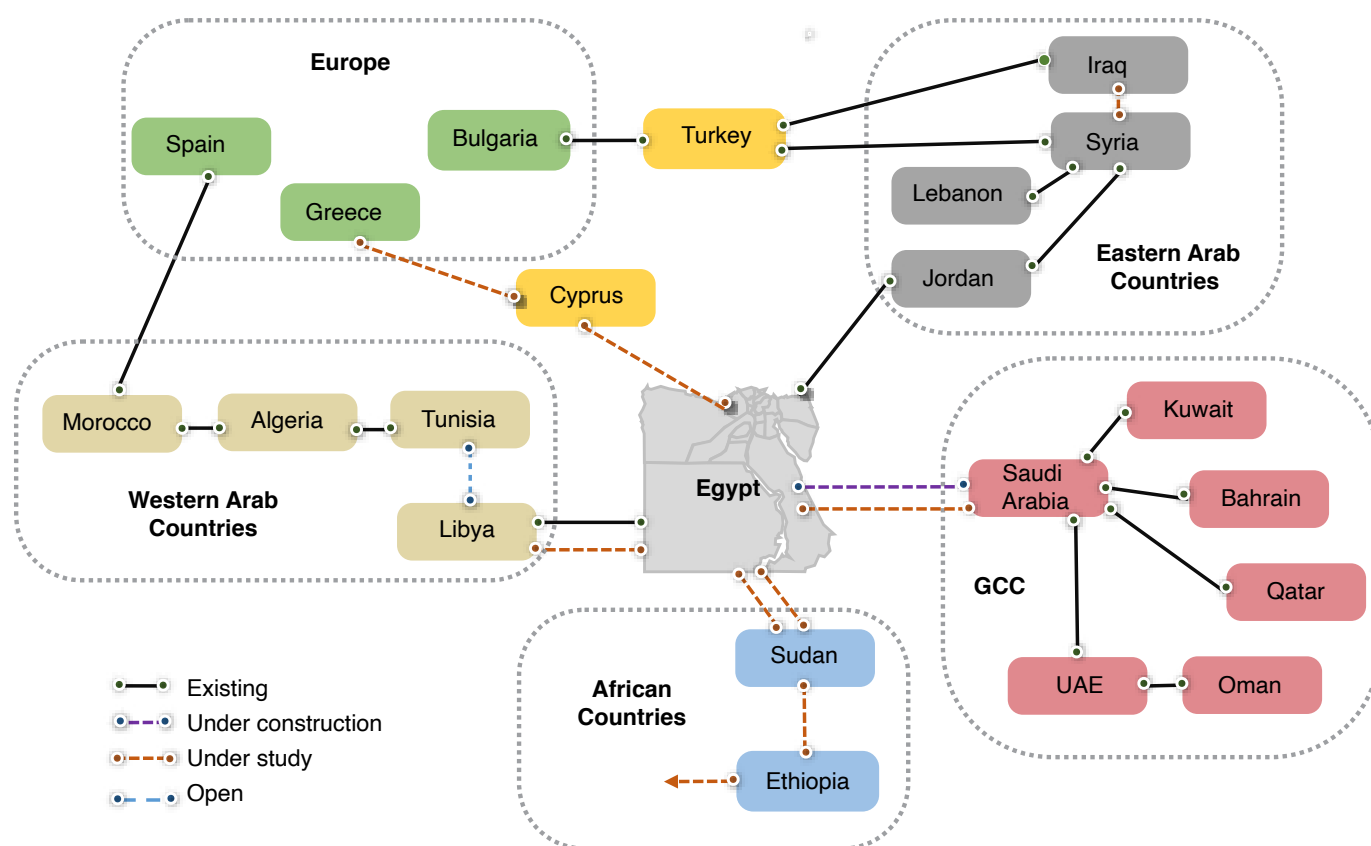 Europe
Iraq
Spain
Bulgaria
Turkey
Syria
Greece
Lebanon
Eastern Arab
Countries
Jordan
Cyprus
Morocco
Algeria
Tunisia
Kuwait
Western Arab
Countries
Libya
Egypt
Saudi
Arabia
Bahrain
GCC
Qatar
Sudan
UAE
Oman
African
Countries
Ethiopia
Existing
Under construction
Under study
Open